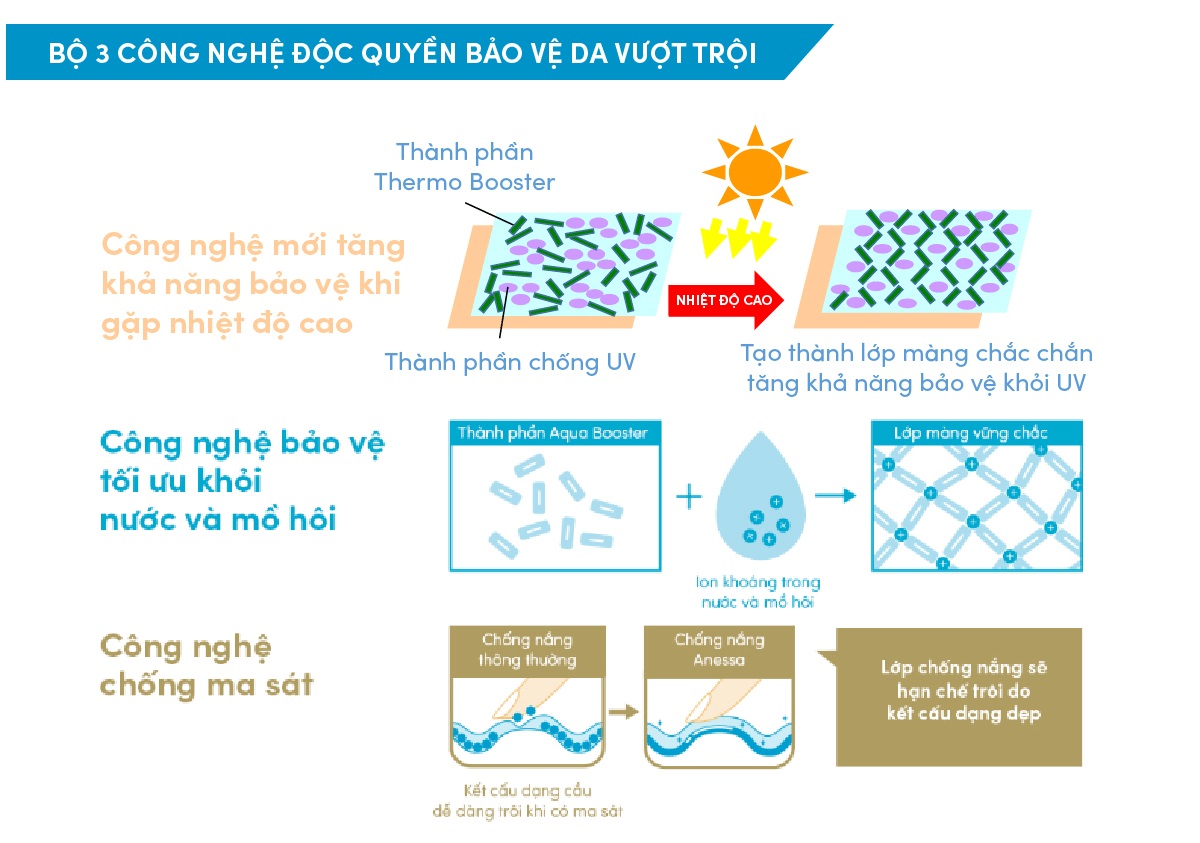 BỘ 3 CÔNG NGHỆ ĐỘC QUYỀN BẢO VỆ DA VƯỢT TRỘI
Thành phần
Thermo Booster
Công nghệ mới tăng
khả năng bảo vệ khi
gặp nhiệt độ cao
NHIỆT ĐỘ CAO
Thành phần chống UV
Tạo thành lớp màng chắc chắn
tăng khả năng bảo vệ khỏi UV
Công nghệ bảo vệ
tối ưu khỏi
nước và mồ hôi
Thành phần Aqua Booster
+
Ion khoáng trong
nước và mồ hôi
Lớp màng vững chắc
Công nghệ
chống ma sát
Chống nắng
thông thường
Chống nắng
Anessa
Lớp chống nắng sẽ
hạn chế trôi do
kết cấu dạng dẹp
Kết cấu dạng cầu
dễ dàng trôi khi có ma sát